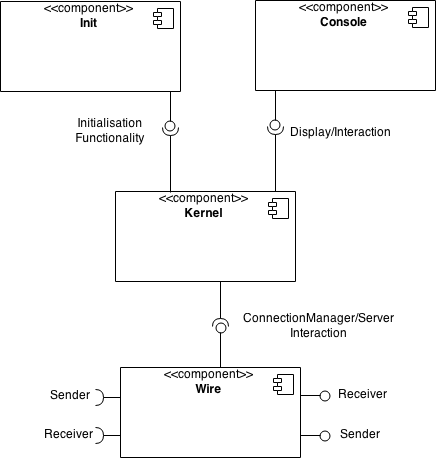 <<component>>
Init
<<component>>
Console
Initialisation
Functionality
Display/Interaction
<<component>>
Kernel
ConnectionManager/Server
Interaction
<<component>>
Wire
Sender
Receiver
Receiver
Sender